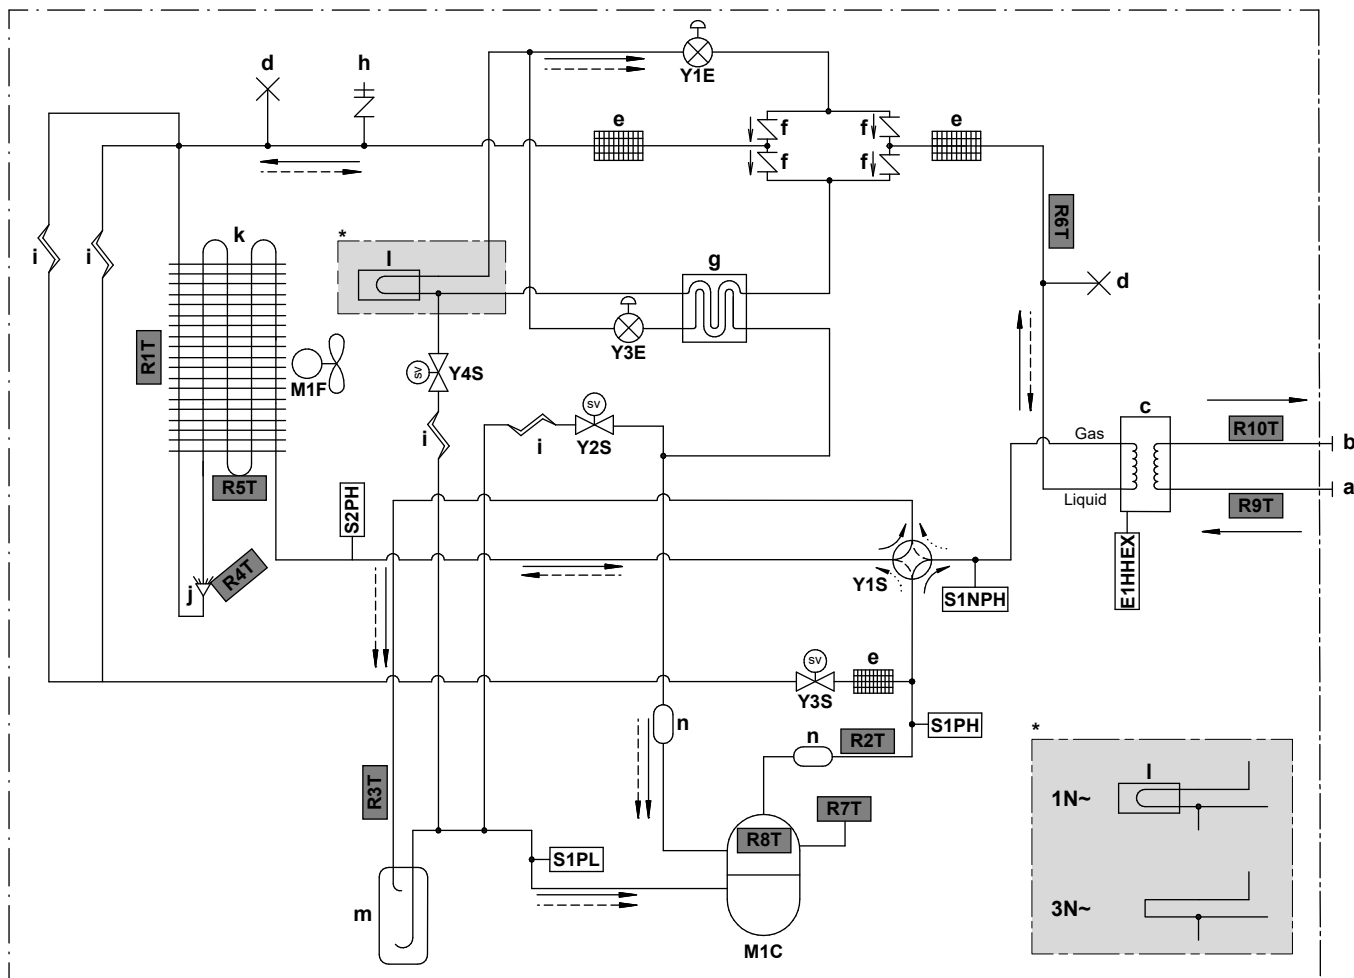 d
h
Y1E
e
f
f
e
f
f
i
i
k
*
l
g
R6T
d
R1T
M1F
Y3E
SV
Y4S
SV
Y2S
i
i
c
Gas
R10T
b
Liquid
R9T
a
R5T
S2PH
E1HHEX
j
R4T
Y1S
S1NPH
SV
Y3S
e
n
n
R2T
S1PH
R3T
R7T
R8T
S1PL
m
M1C
*
1N~
l
3N~